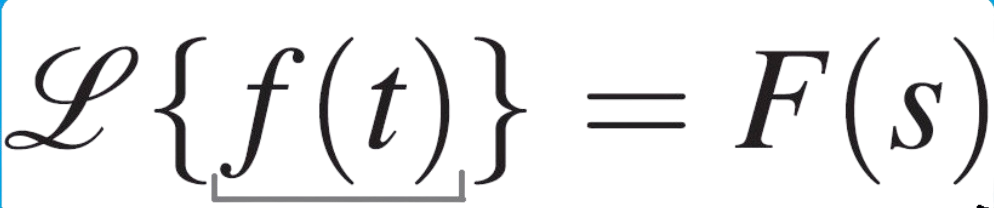 ℒ{f(t)} = F(s)